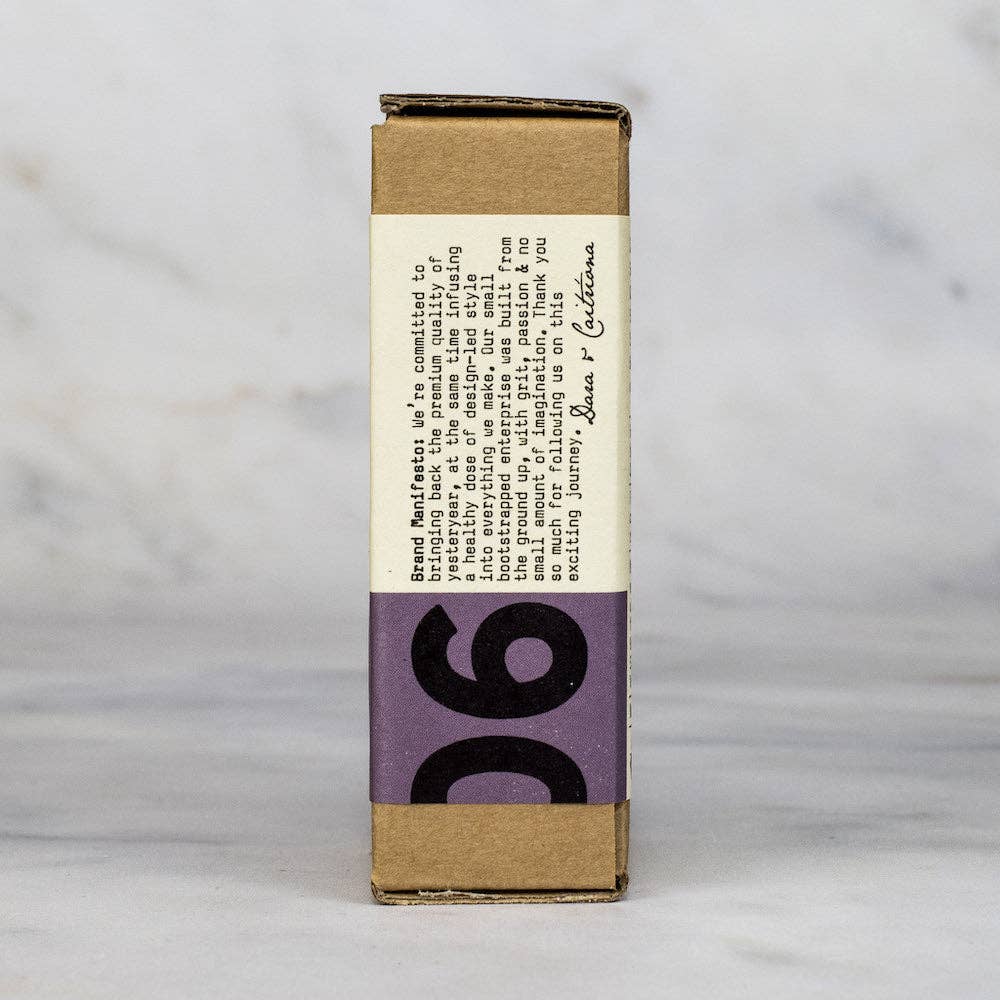 Brand Manifesto: We're committed to
bringing back the premium quality of
yesteryear, at the same time infusing
a healthy dose of design-led style
into everything we make. Our small
bootstrapped enterprise was built from
the ground up, with grit, passion & no
small amount of imagination. Thank you
so much for following us on this
exciting journey. Dara & Caitríona
06